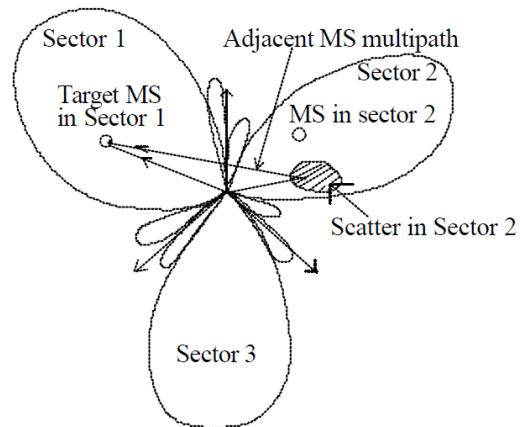 Sector 1
Adjacent MS multipath
Sector 2
Target MS
in Sector 1
MS in sector 2
Scatter in Sector 2
Sector 3